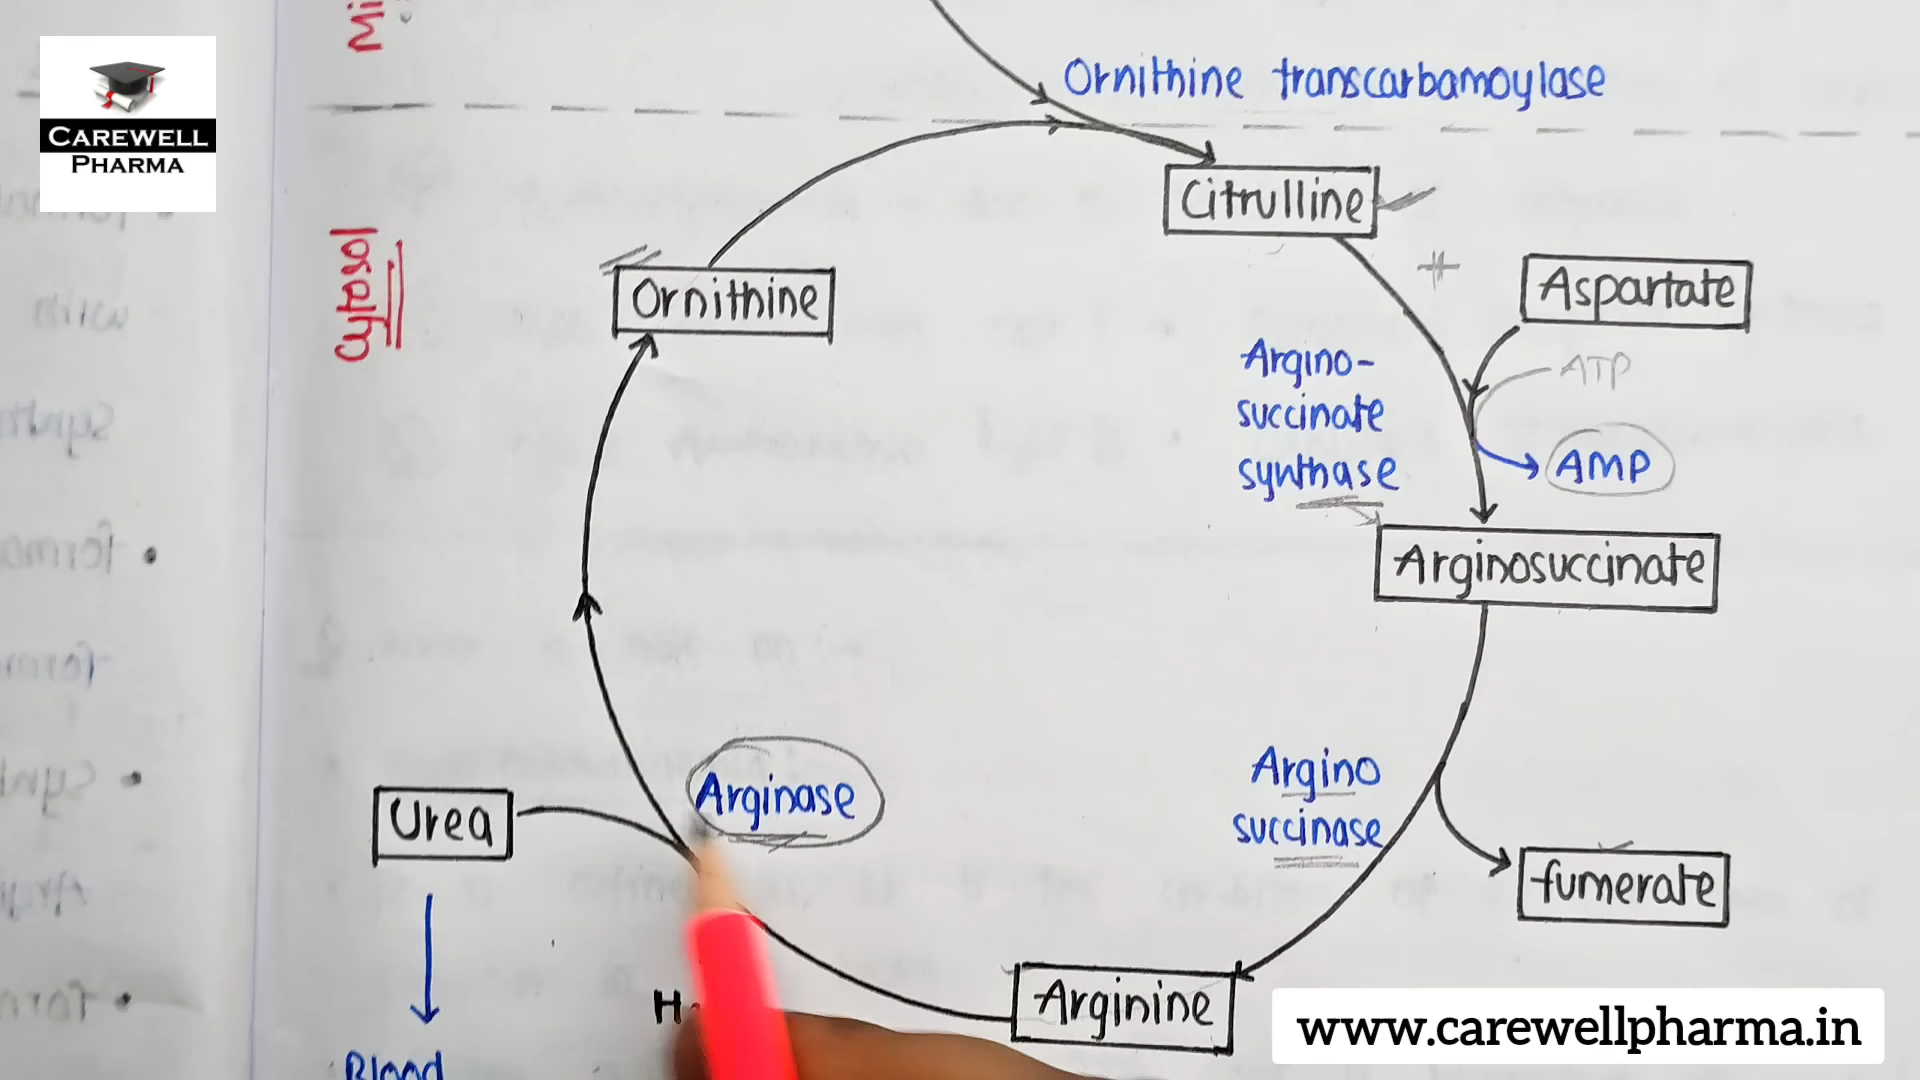 Mi
CAREWELL
PHARMA
Ornithine transcarbamoylase
Citrulline
Cytosol
Ornithine
Aspartate
Argino-
succinate
synthase
ATP
AMP
Arginosuccinate
Arginase
Urea
Argino
succinase
fumerate
H
Arginine
Blood
www.carewellpharma.in